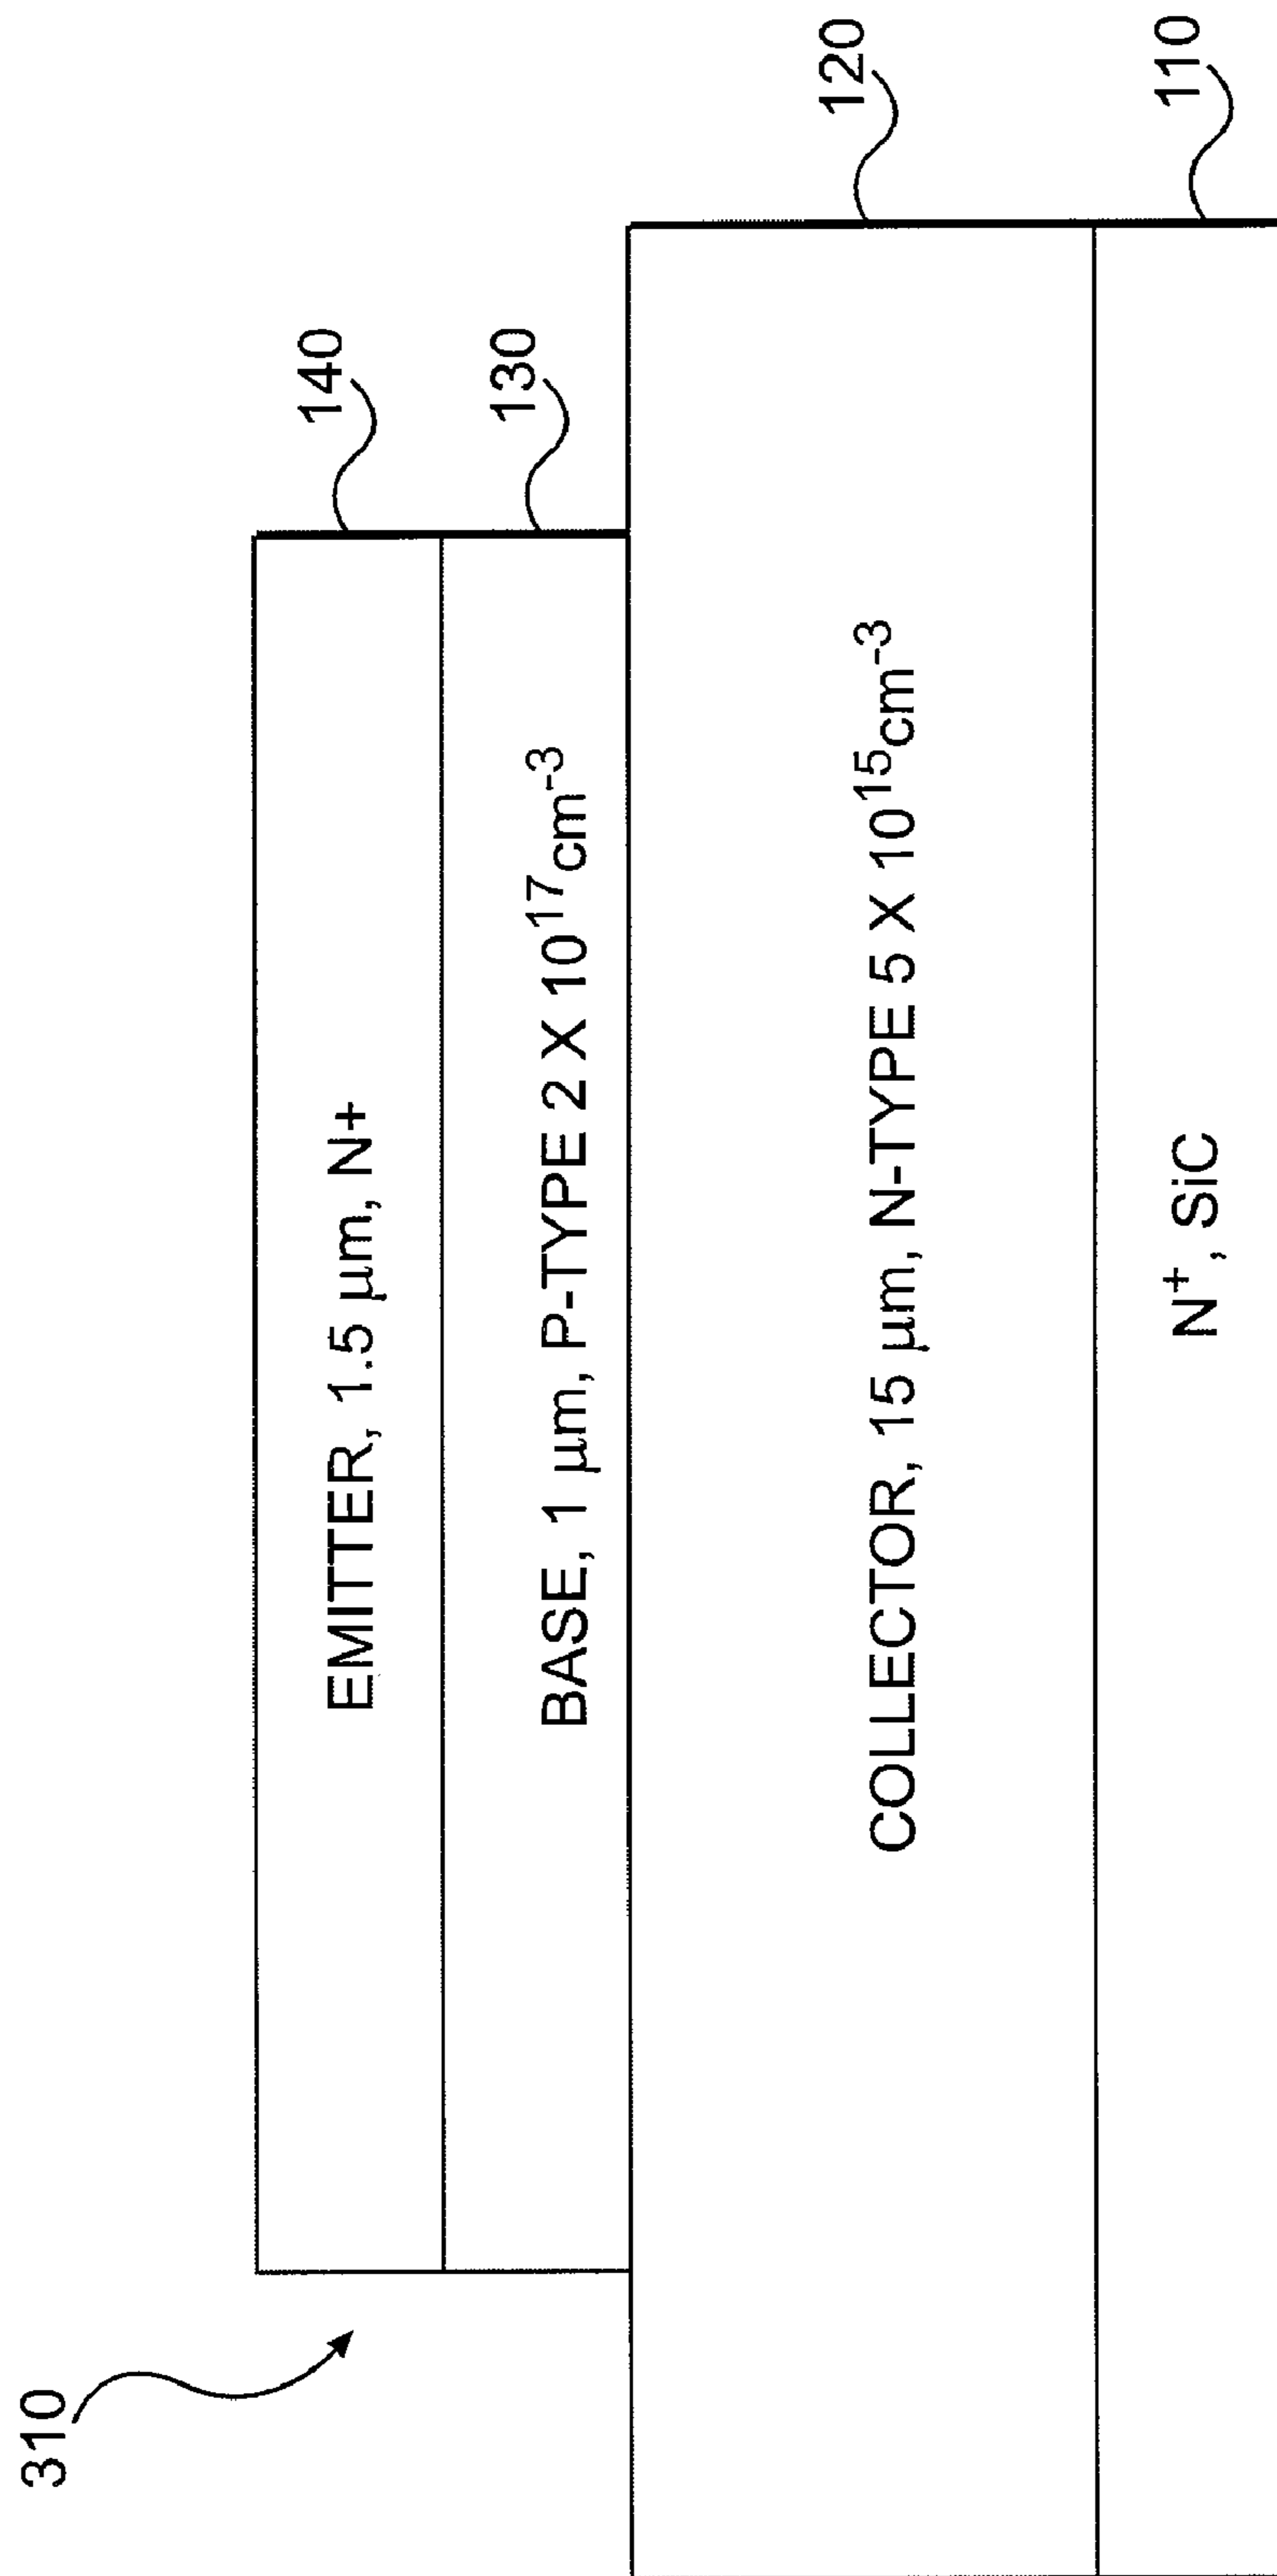 310
140
EMITTER, 1.5 μm, N+
130
BASE, 1 μm, P-TYPE 2 X 10¹⁷cm⁻³
120
COLLECTOR, 15 μm, N-TYPE 5 X 10¹⁵cm⁻³
110
N⁺, SiC